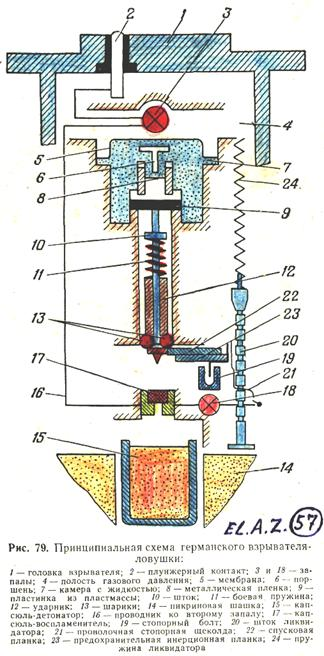 1
2
3
4
5
6
7
8
24
9
10
11
12
22
23
13
20
19
21
17
18
16
15
14
EL.A.Z. 57
Рис. 79. Принципиальная схема германского взрывателя-
ловушки:
1 — головка взрывателя; 2 — плунжерный контакт; 3 и 18 — за-
палы; 4 — полость газового давления; 5 — мембрана; 6 — пор-
шень; 7 — камера с жидкостью; 8 — металлическая пленка; 9 —
пластинка из пластмассы; 10 — шток; 11 — боевая пружина;
12 — ударник; 13 — шарики; 14 — пикриновая шашка; 15 — кап-
сюль-детонатор; 16 — проводник ко второму запалу; 17 — кап-
сюль-воспламенитель; 19 — стопорный болт; 20 — шток ликви-
датора; 21 — проволочная стопорная щеколда; 22 — спусковая
планка; 23 — предохранительная инерционная планка; 24 — пру-
жина ликвидатора